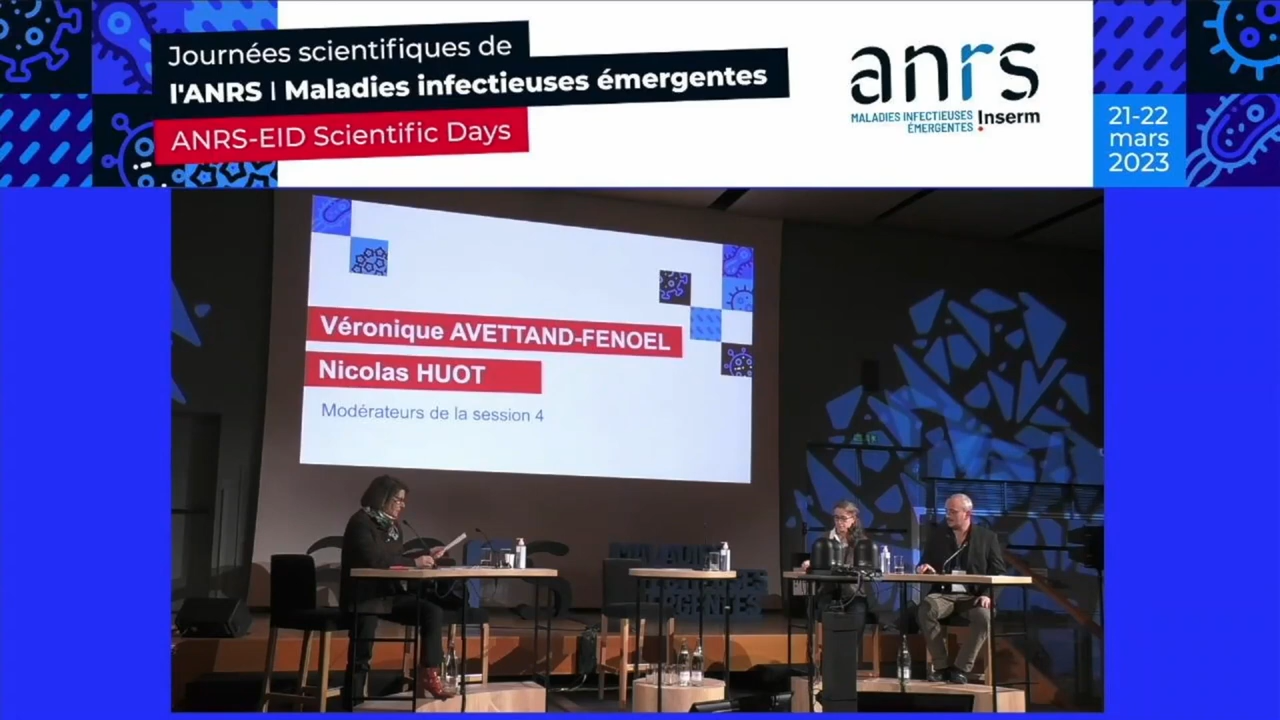 Journées scientifiques de
l'ANRS | Maladies infectieuses émergentes
ANRS-EID Scientific Days
anrs
MALADIES INFECTIEUSES
ÉMERGENTES Inserm
21-22
mars
2023
Véronique AVETTAND-FENOEL
Nicolas HUOT
Modérateurs de la session 4
MALADIES